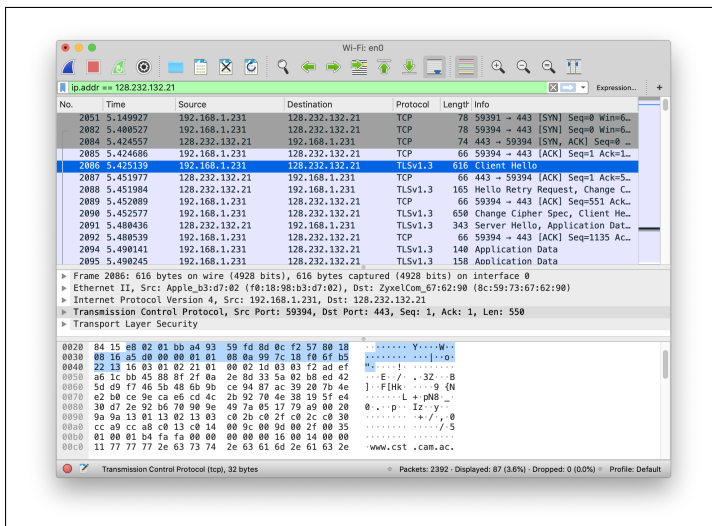 Wi-Fi: en0
ip.addr == 128.232.132.21
Expression...
+
No. Time Source Destination Protocol Length Info
2051 5.149927 192.168.1.231 128.232.132.21 TCP 78 59391 → 443 [SYN] Seq=0 Win=6…
2082 5.400527 192.168.1.231 128.232.132.21 TCP 78 59394 → 443 [SYN] Seq=0 Win=6…
2084 5.424557 128.232.132.21 192.168.1.231 TCP 74 443 → 59394 [SYN, ACK] Seq=0 …
2085 5.424686 192.168.1.231 128.232.132.21 TCP 66 59394 → 443 [ACK] Seq=1 Ack=1…
2086 5.425139 192.168.1.231 128.232.132.21 TLSv1.3 616 Client Hello
2087 5.451977 128.232.132.21 192.168.1.231 TCP 66 443 → 59394 [ACK] Seq=1 Ack=5…
2088 5.451984 128.232.132.21 192.168.1.231 TLSv1.3 165 Hello Retry Request, Change C…
2089 5.452089 192.168.1.231 128.232.132.21 TCP 66 59394 → 443 [ACK] Seq=551 Ack…
2090 5.452577 192.168.1.231 128.232.132.21 TLSv1.3 650 Change Cipher Spec, Client He…
2091 5.480436 128.232.132.21 192.168.1.231 TLSv1.3 343 Server Hello, Application Dat…
2092 5.480539 192.168.1.231 128.232.132.21 TCP 66 59394 → 443 [ACK] Seq=1135 Ac…
2094 5.490141 192.168.1.231 128.232.132.21 TLSv1.3 140 Application Data
2095 5.490245 192.168.1.231 128.232.132.21 TLSv1.3 158 Application Data
Frame 2086: 616 bytes on wire (4928 bits), 616 bytes captured (4928 bits) on interface 0
Ethernet II, Src: Apple_b3:d7:02 (f0:18:98:b3:d7:02), Dst: ZyxelCom_67:62:90 (8c:59:73:67:62:90)
Internet Protocol Version 4, Src: 192.168.1.231, Dst: 128.232.132.21
Transmission Control Protocol, Src Port: 59394, Dst Port: 443, Seq: 1, Ack: 1, Len: 550
Transport Layer Security
0020 84 15 e8 02 01 bb a4 93 59 fd 8d 0c f2 57 80 18 ········ Y····W··
0030 08 16 a5 d0 00 00 01 01 08 0a 99 7c 18 f0 6f b5 ········ ···|··o·
0040 22 13 16 03 01 02 21 01 00 02 1d 03 03 f2 ad ef "·····!· ········
0050 a6 1c bb 45 88 8f 2f 0a 2e 8d 33 5a 02 b8 ed 42 ···E··/· ·.3Z···B
0060 5d d9 f7 46 5b 48 6b 9b ce 94 87 ac 39 20 7b 4e ]··F[Hk· ····9 {N
0070 e2 b0 ce 9e ca e6 cd 4c 2b 92 70 4e 38 19 5f e4 ·······L +·pN8·_·
0080 30 d7 2e 92 b6 70 90 9e 49 7a 05 17 79 a9 00 20 0·.··p·· Iz··y··
0090 9a 9a 13 01 13 02 13 03 c0 2b c0 2f c0 2c c0 30 ········ ·+·/·,·0
00a0 cc a9 cc a8 c0 13 c0 14 00 9c 00 9d 00 2f 00 35 ········ ·····/·5
00b0 01 00 01 b4 fa fa 00 00 00 00 00 16 00 14 00 00 ········ ········
00c0 11 77 77 77 2e 63 73 74 2e 63 61 6d 2e 61 63 2e ·www.cst .cam.ac.
Transmission Control Protocol (tcp), 32 bytes
Packets: 2392 · Displayed: 87 (3.6%) · Dropped: 0 (0.0%)
Profile: Default